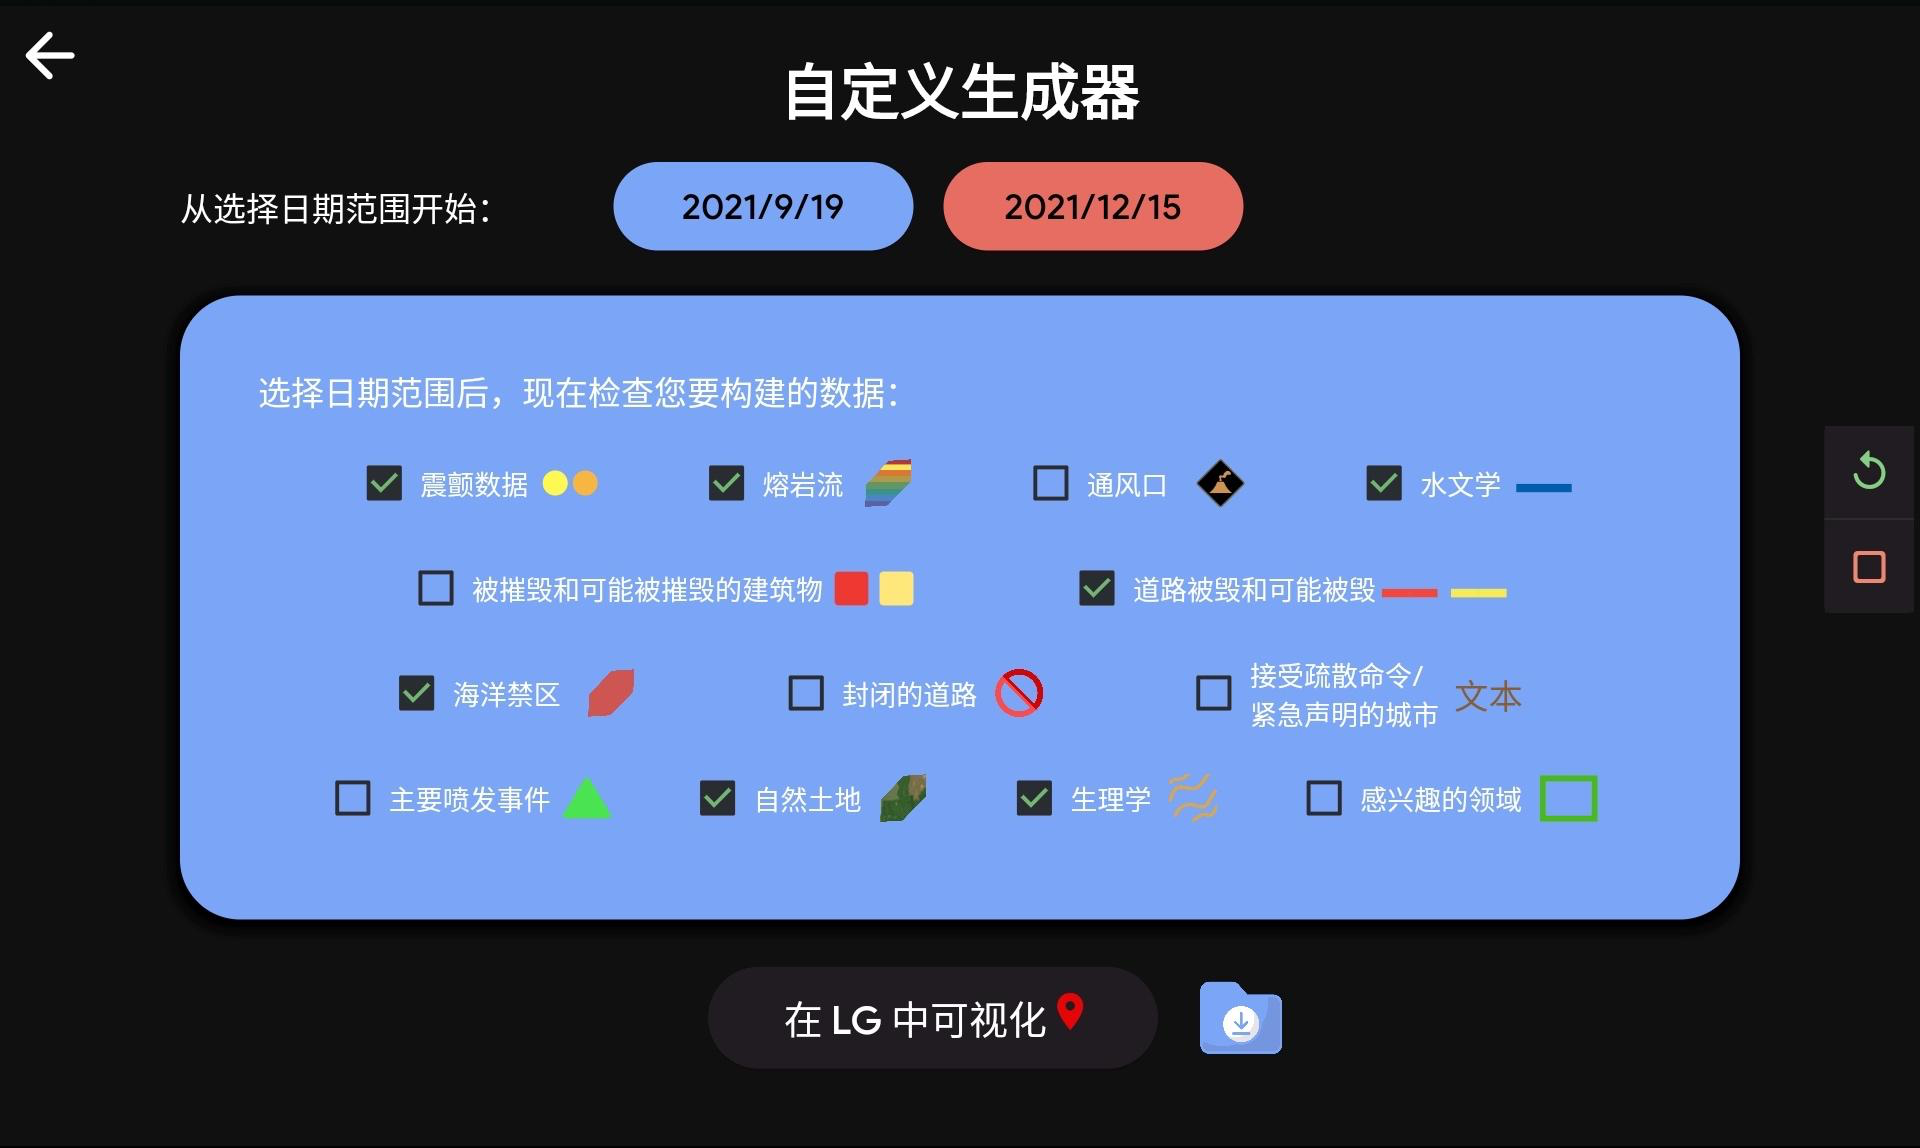 自定义生成器
从选择日期范围开始：
2021/9/19
2021/12/15
选择日期范围后，现在检查您要构建的数据：
震颤数据
熔岩流
通风口
水文学
被摧毁和可能被摧毁的建筑物
道路被毁和可能被毁
海洋禁区
封闭的道路
接受疏散命令/
紧急声明的城市
文本
主要喷发事件
自然土地
生理学
感兴趣的领域
在 LG 中可视化